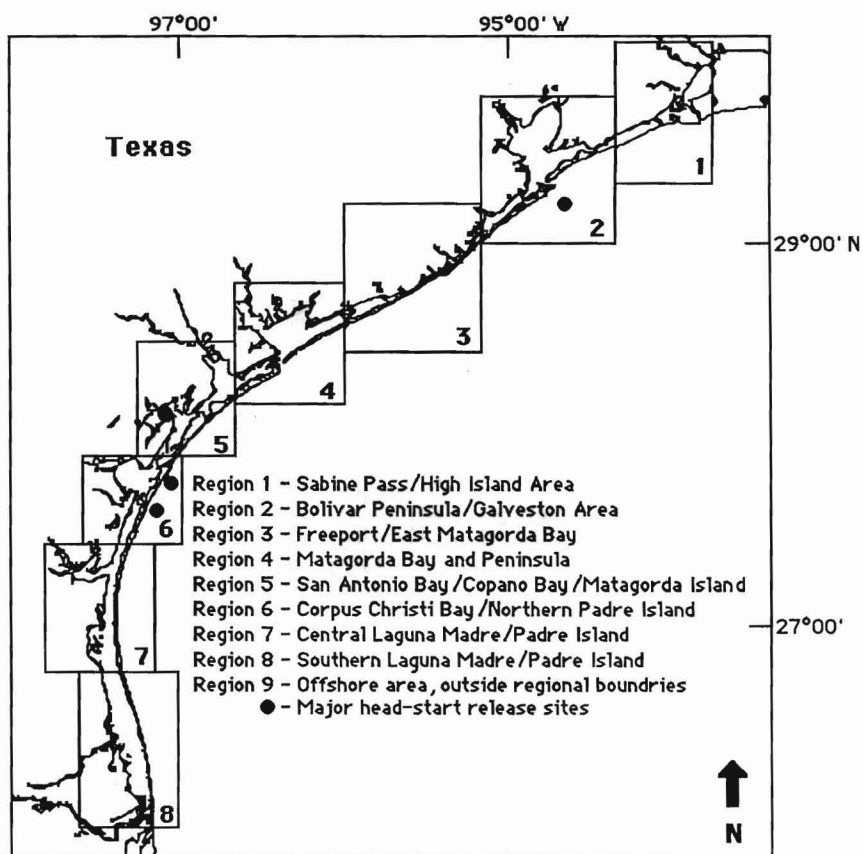 97°00' 95°00' W
Texas
1
2
29°00' N
3
4
5
Region 1 - Sabine Pass/High Island Area
Region 2 - Bolivar Peninsula/Galveston Area
6
Region 3 - Freeport/East Matagorda Bay
Region 4 - Matagorda Bay and Peninsula
Region 5 - San Antonio Bay/Copano Bay/Matagorda Island
Region 6 - Corpus Christi Bay/Northern Padre Island
27°00'
Region 7 - Central Laguna Madre/Padre Island
7
Region 8 - Southern Laguna Madre/Padre Island
Region 9 - Offshore area, outside regional boundries
- Major head-start release sites
8
N